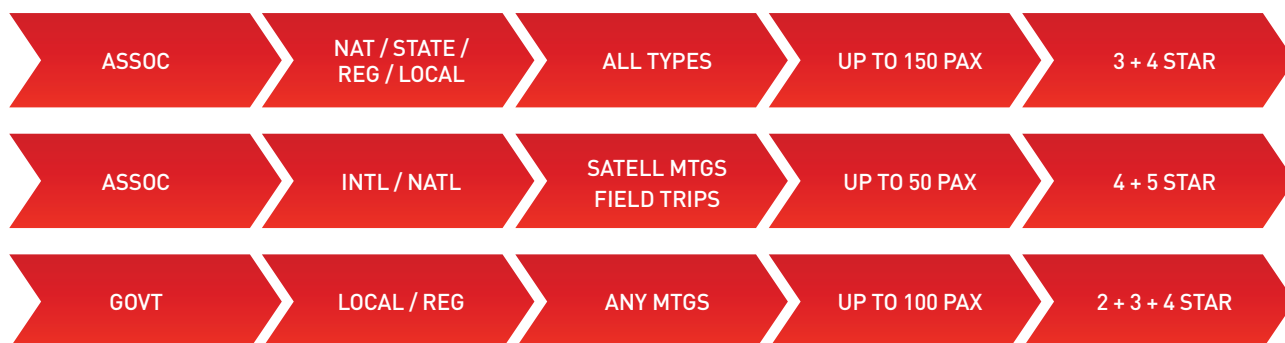 ASSOC
NAT / STATE /
REG / LOCAL
ALL TYPES
UP TO 150 PAX
3 + 4 STAR
ASSOC
INTL / NATL
SATELL MTGS
FIELD TRIPS
UP TO 50 PAX
4 + 5 STAR
GOVT
LOCAL / REG
ANY MTGS
UP TO 100 PAX
2 + 3 + 4 STAR